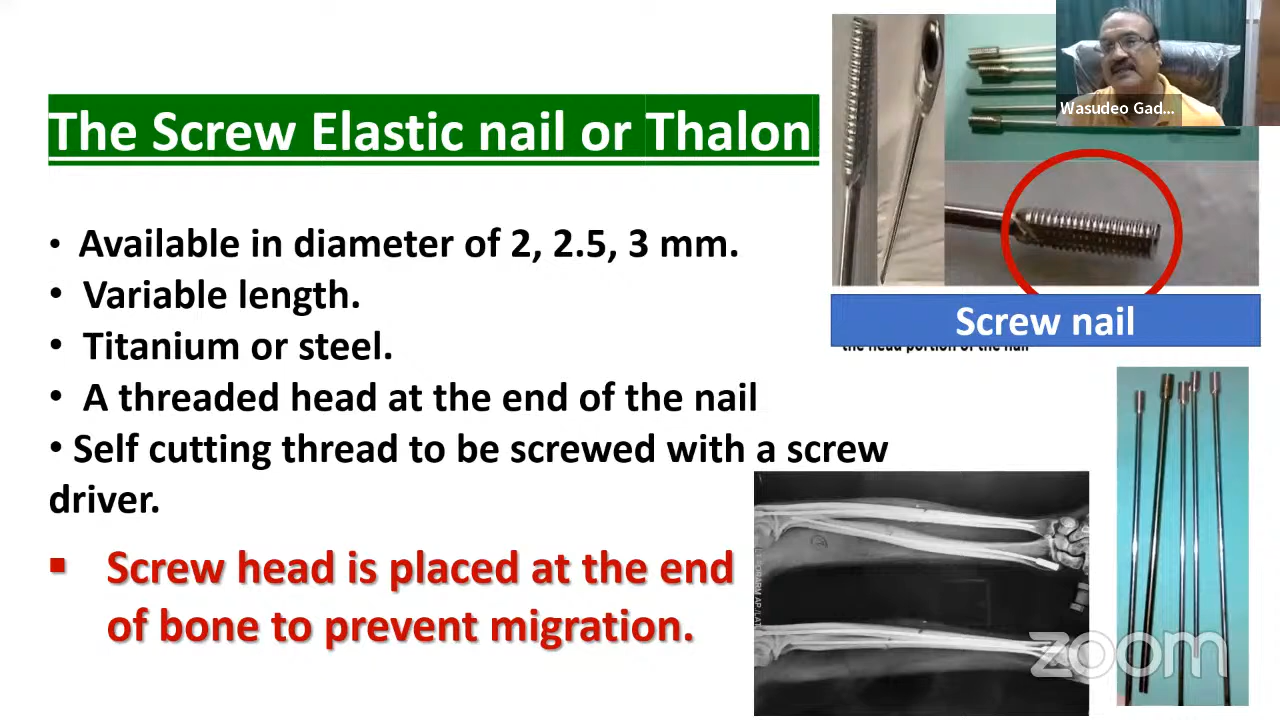 Wasudeo Gad...
The Screw Elastic nail or Thalon
• Available in diameter of 2, 2.5, 3 mm.
• Variable length.
• Titanium or steel.
• A threaded head at the end of the nail
• Self cutting thread to be screwed with a screw
driver.
▪ Screw head is placed at the end
of bone to prevent migration.
Screw nail
the head portion of the nail
FOREARM AP /LAT
zoom